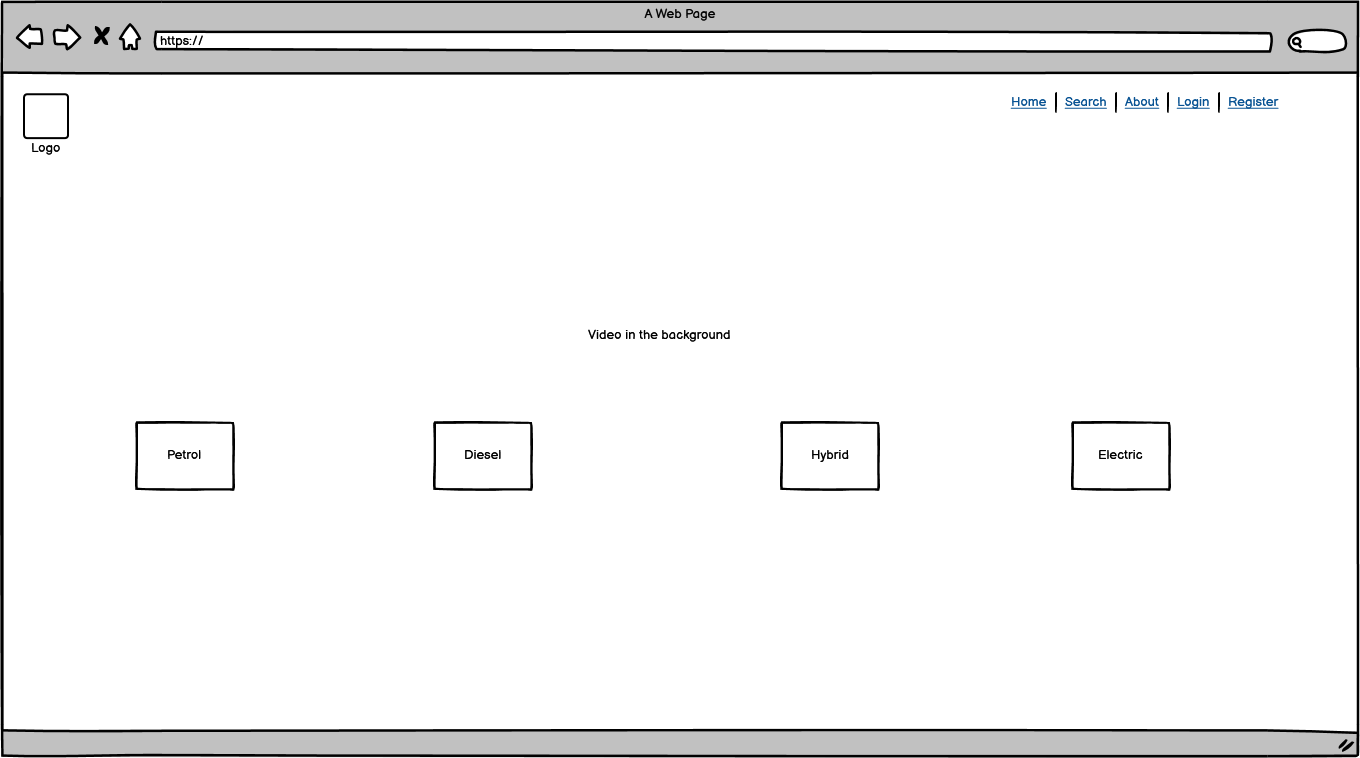 A Web Page
https://
Home Search About Login Register
Logo
Video in the background
Petrol Diesel Hybrid Electric